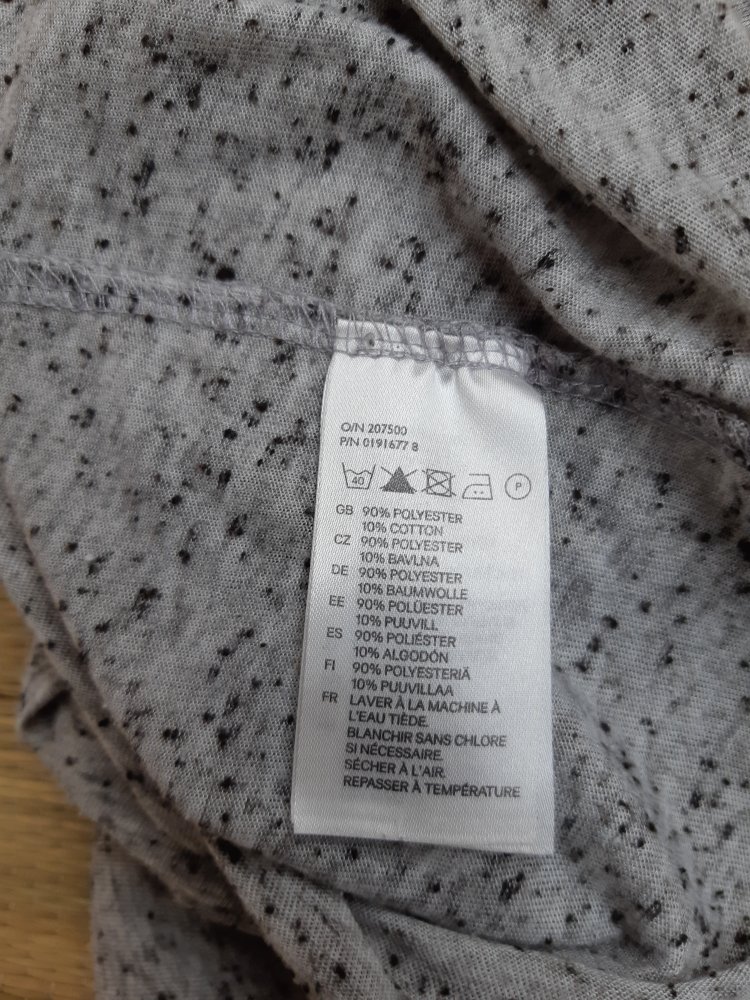 O/N 207500
P/N 0191677 8
40 P
GB 90% POLYESTER
10% COTTON
CZ 90% POLYESTER
10% BAVLNA
DE 90% POLYESTER
10% BAUMWOLLE
EE 90% POLÜESTER
10% PUUVILL
ES 90% POLIÉSTER
10% ALGODÓN
FI 90% POLYESTERIÄ
10% PUUVILLAA
FR LAVER À LA MACHINE À
L'EAU TIÈDE.
BLANCHIR SANS CHLORE
SI NÉCESSAIRE.
SÉCHER À L'AIR.
REPASSER À TEMPÉRATURE